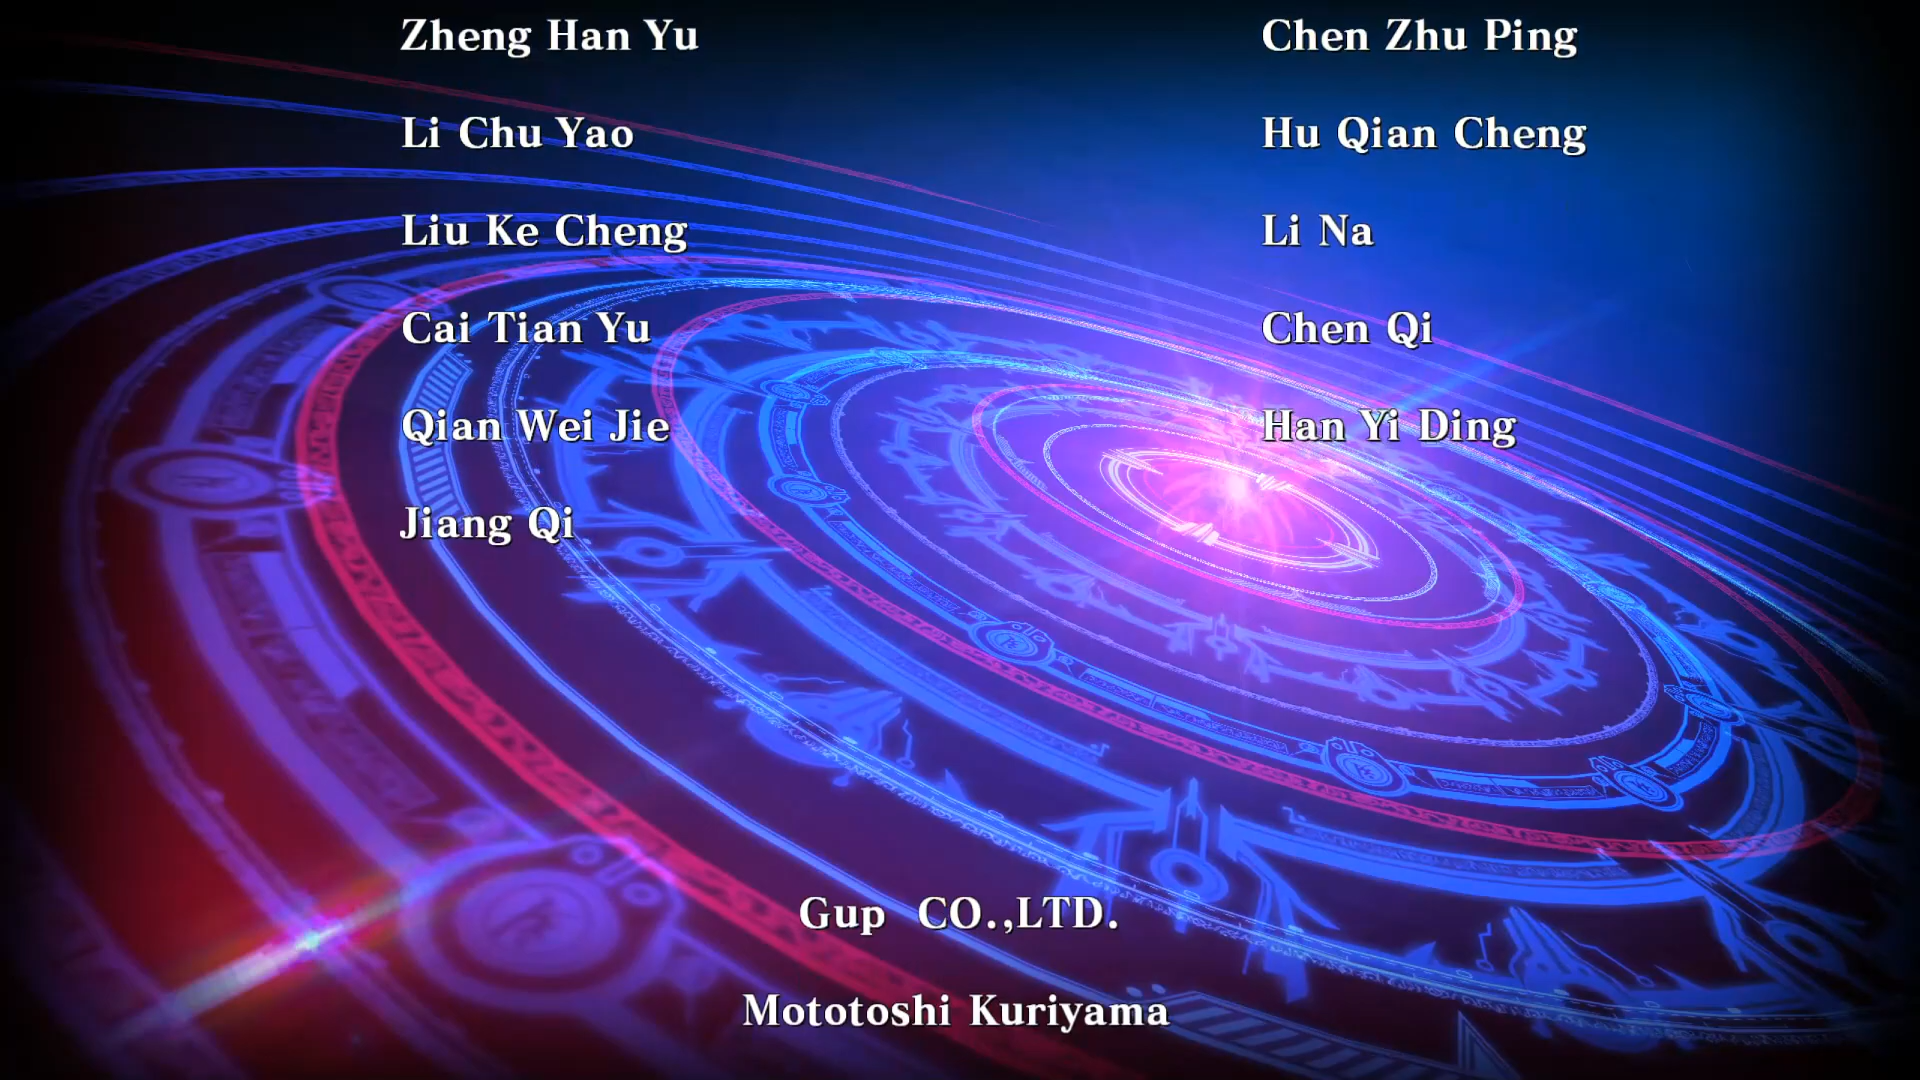 Zheng Han Yu
Chen Zhu Ping
Li Chu Yao
Hu Qian Cheng
Liu Ke Cheng
Li Na
Cai Tian Yu
Chen Qi
Qian Wei Jie
Han Yi Ding
Jiang Qi
Gup CO.,LTD.
Mototoshi Kuriyama